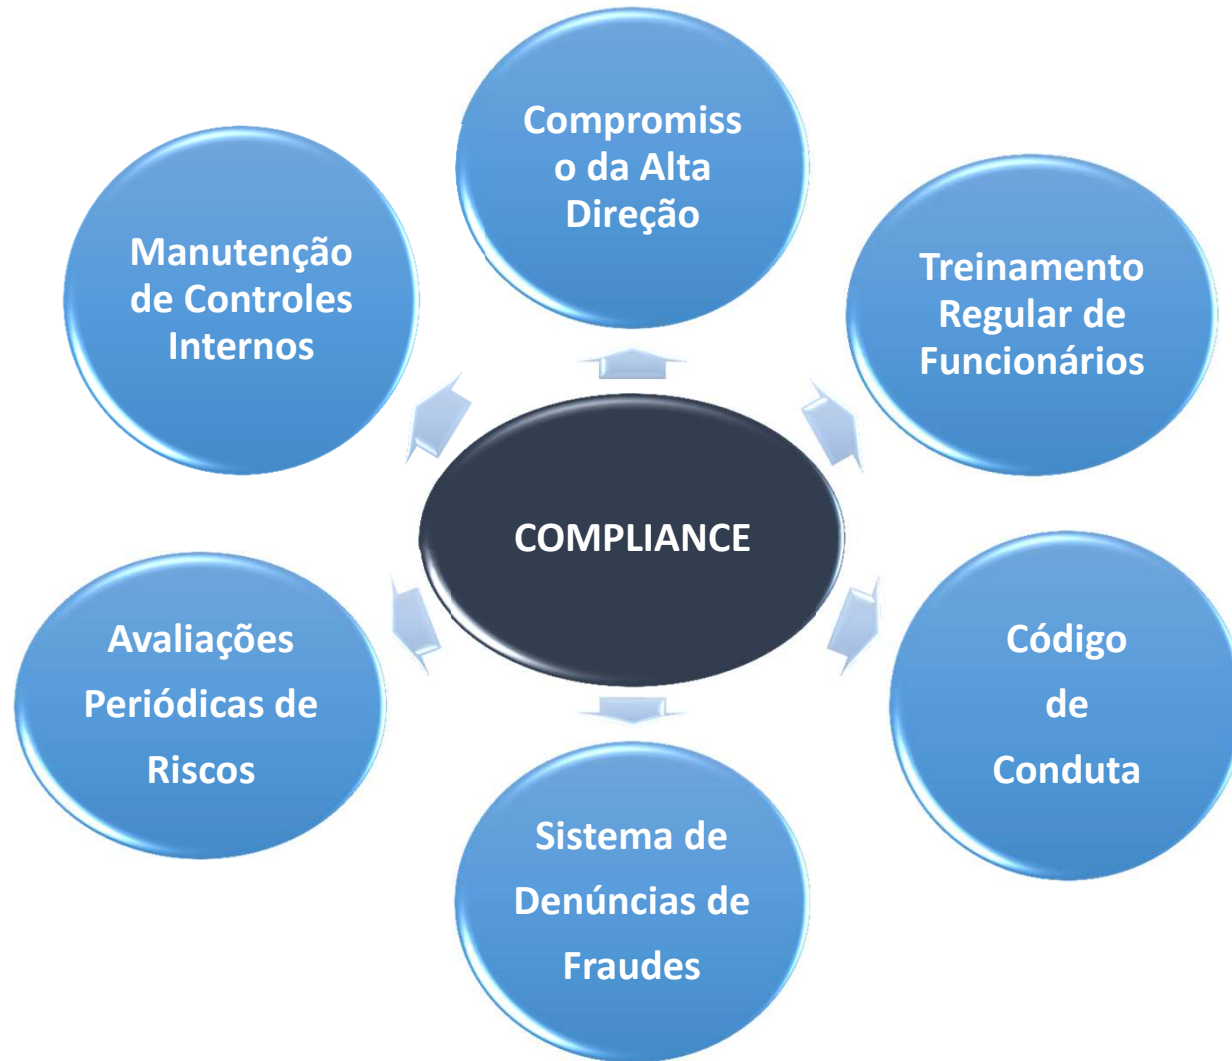 Compromiss
o da Alta
Direção
Treinamento
Regular de
Funcionários
Código
de
Conduta
Sistema de
Denúncias de
Fraudes
Avaliações
Periódicas de
Riscos
Manutenção
de Controles
Internos
COMPLIANCE